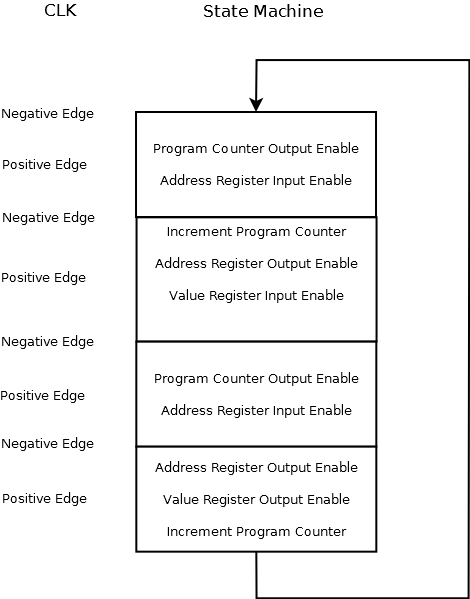 CLK State Machine
Negative Edge
Program Counter Output Enable
Positive Edge
Address Register Input Enable
Negative Edge
Increment Program Counter
Address Register Output Enable
Positive Edge
Value Register Input Enable
Negative Edge
Program Counter Output Enable
Positive Edge
Address Register Input Enable
Negative Edge
Address Register Output Enable
Positive Edge
Value Register Output Enable
Increment Program Counter